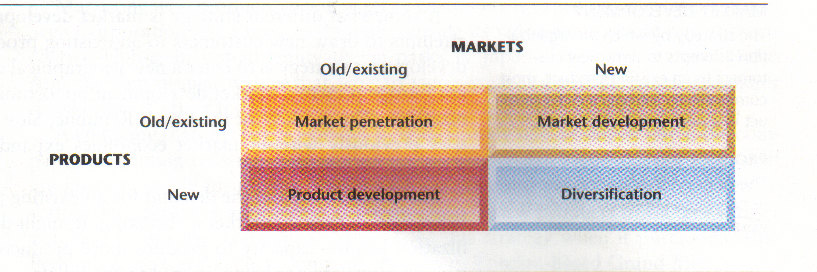 MARKETS
Old/existing New
Old/existing Market penetration Market development
PRODUCTS
New Product development Diversification